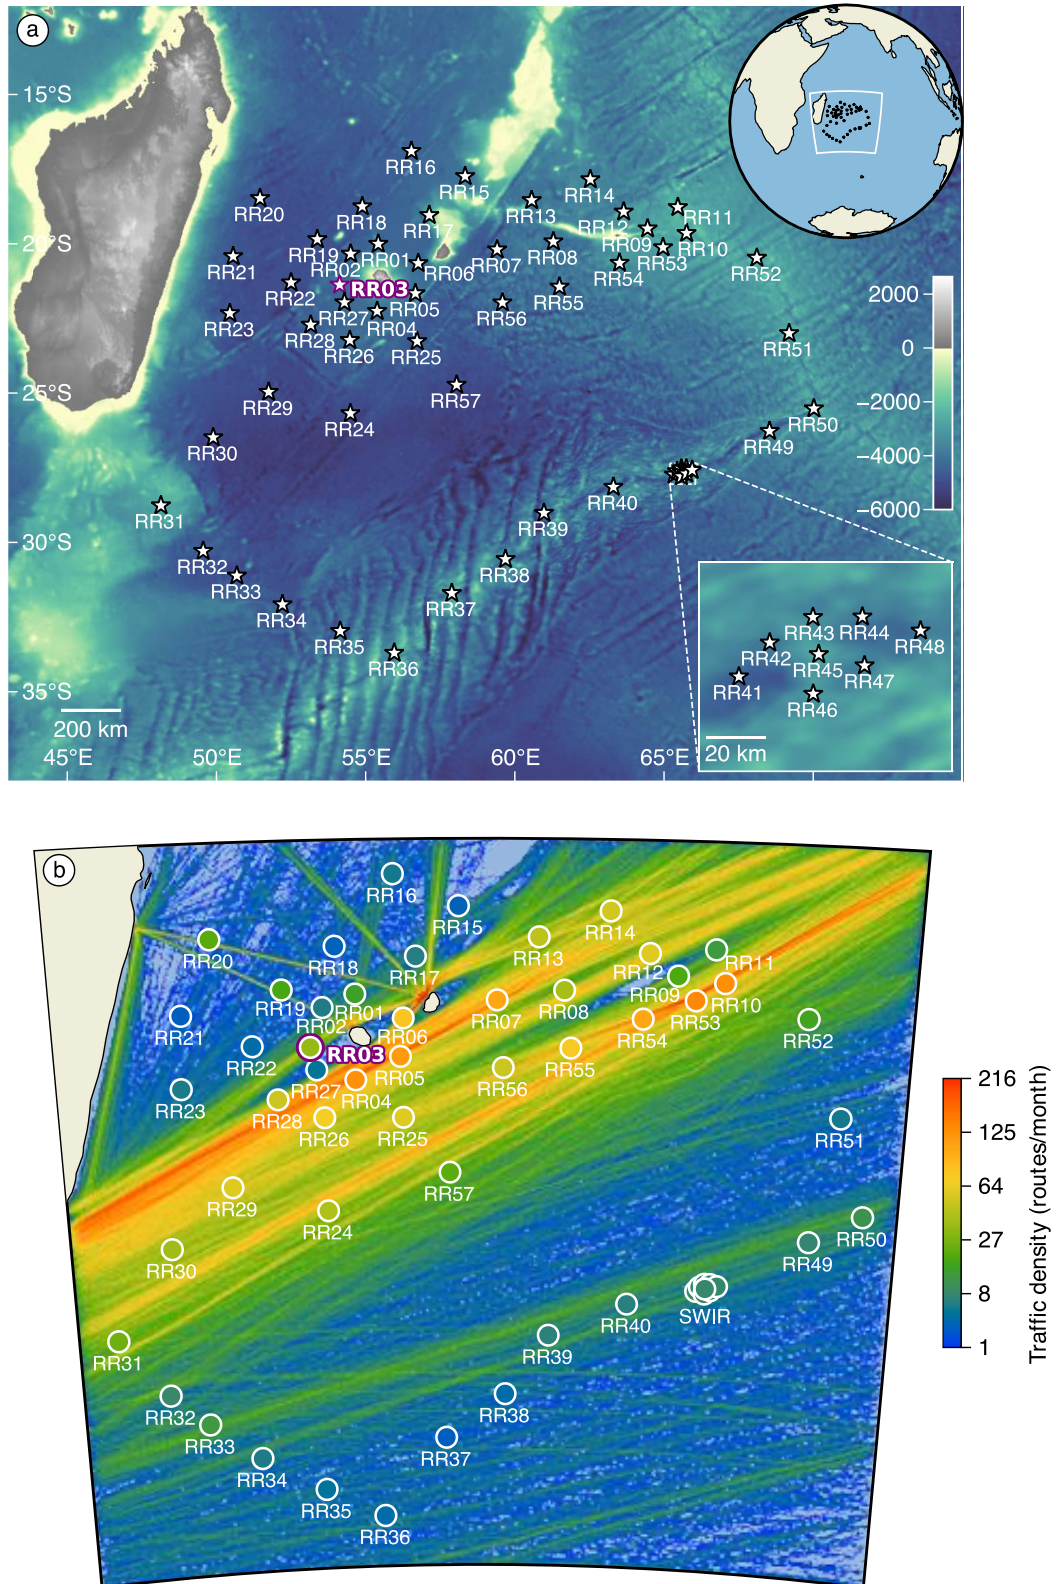 a
15°S
20°S
25°S
30°S
35°S
RR16
RR15
RR14
RR20
RR18
RR17
RR13
RR12
RR11
RR19
RR01
RR09
RR10
RR21
RR02
RR06
RR07
RR08
RR54
RR53
RR52
RR22
RR03
RR05
RR55
RR23
RR27
RR04
RR56
RR28
RR26
RR25
RR51
RR29
RR24
RR57
RR50
RR30
RR49
RR31
RR40
RR39
RR32
RR38
RR33
RR37
RR34
RR35
RR36
2000
0
−2000
−4000
−6000
RR43
RR44
RR48
RR42
RR45
RR47
RR41
RR46
20 km
200 km
45°E
50°E
55°E
60°E
65°E
b
RR16
RR15
RR14
RR20
RR18
RR17
RR13
RR12
RR11
RR19
RR01
RR09
RR10
RR21
RR02
RR06
RR07
RR08
RR53
RR52
RR22
RR03
RR05
RR54
RR55
RR23
RR27
RR04
RR56
RR28
RR26
RR25
RR51
RR29
RR24
RR57
RR50
RR30
RR49
SWIR
RR40
RR31
RR39
RR32
RR38
RR33
RR37
RR34
RR35
RR36
216
125
64
27
8
1
Traffic density (routes/month)